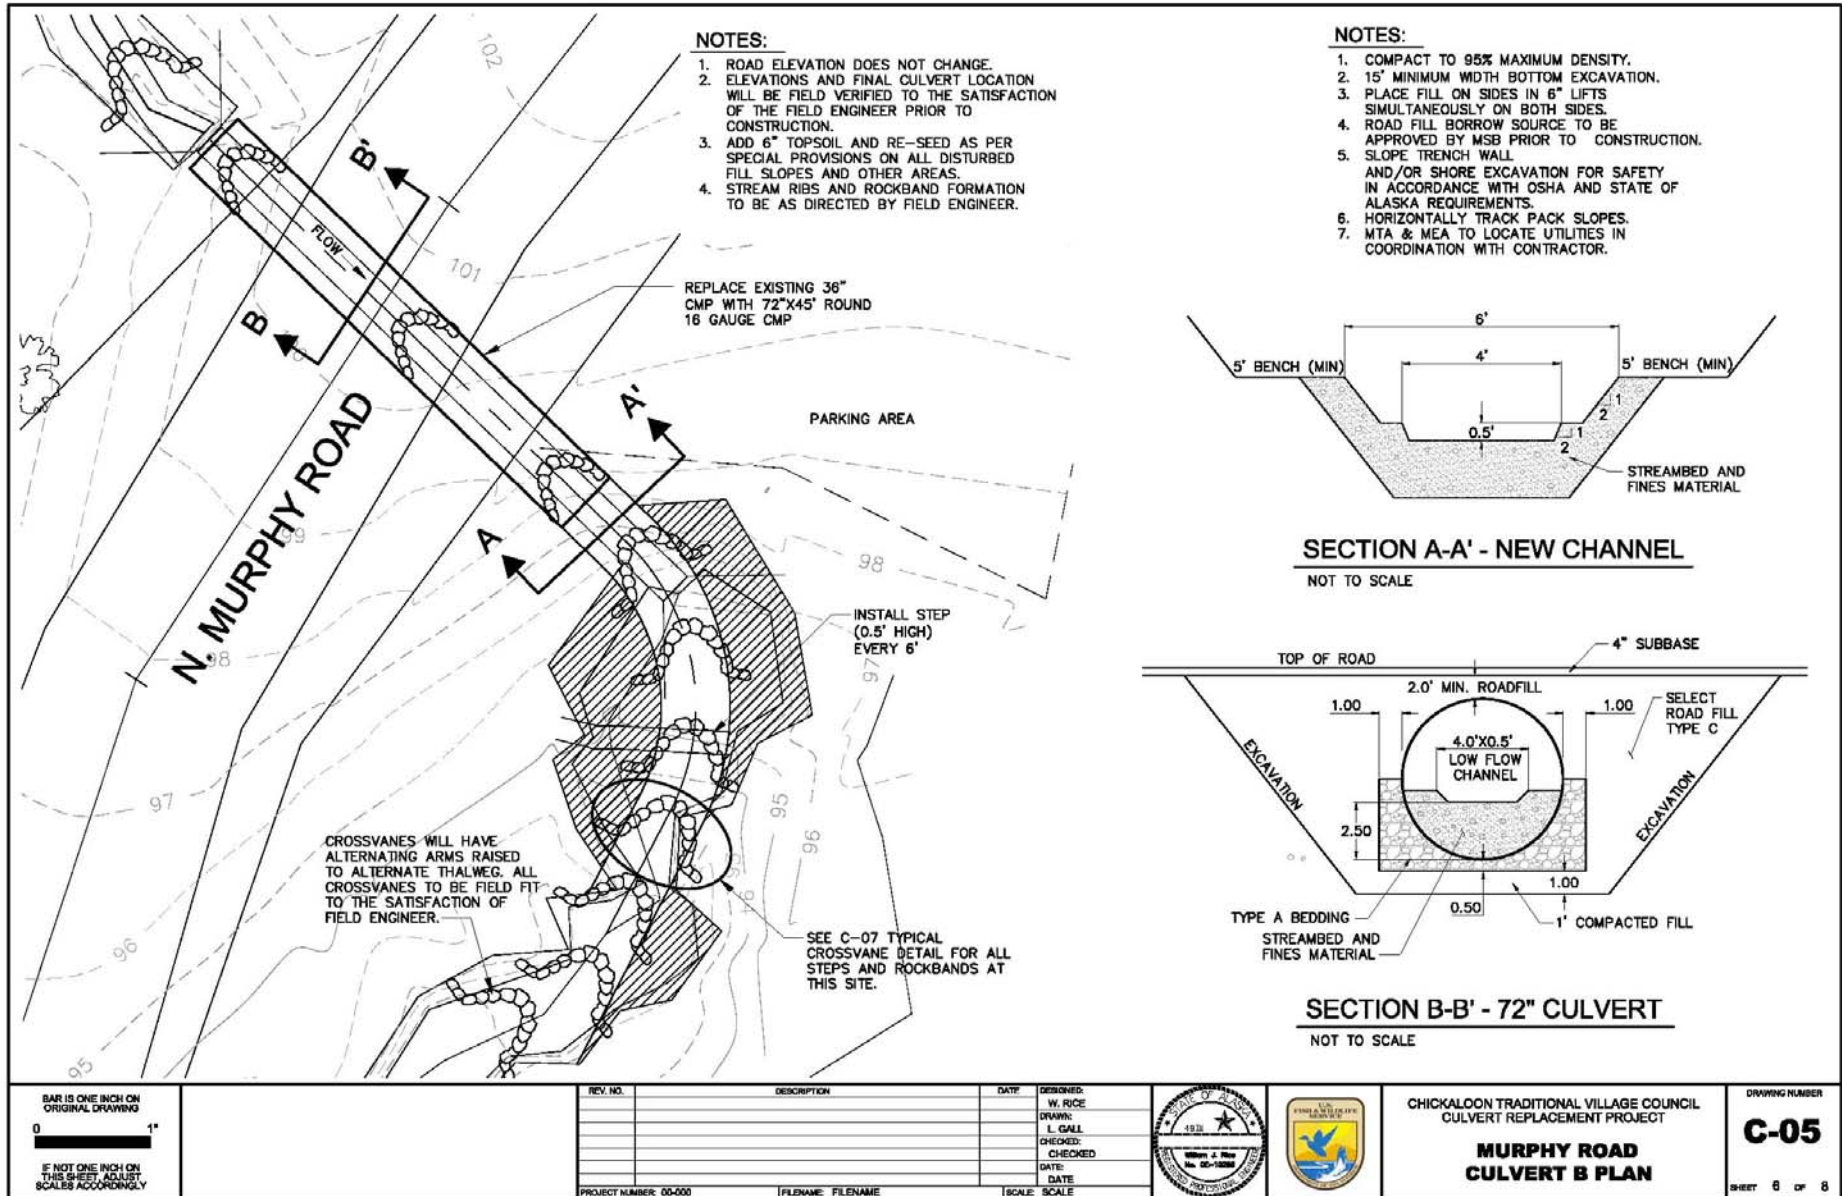 NOTES:
1. ROAD ELEVATION DOES NOT CHANGE.
2. ELEVATIONS AND FINAL CULVERT LOCATION
WILL BE FIELD VERIFIED TO THE SATISFACTION
OF THE FIELD ENGINEER PRIOR TO
CONSTRUCTION.
3. ADD 6" TOPSOIL AND RE-SEED AS PER
SPECIAL PROVISIONS ON ALL DISTURBED
FILL SLOPES AND OTHER AREAS.
4. STREAM RIBS AND ROCKBAND FORMATION
TO BE AS DIRECTED BY FIELD ENGINEER.
102
B'
FLOW
101
B
REPLACE EXISTING 36"
CMP WITH 72"X45' ROUND
16 GAUGE CMP
A'
PARKING AREA
A
N. MURPHY ROAD
99
98
98
INSTALL STEP
(0.5' HIGH)
EVERY 6'
97
97
95
96
94
CROSSVANES WILL HAVE
ALTERNATING ARMS RAISED
TO ALTERNATE THALWEG. ALL
CROSSVANES TO BE FIELD FIT
TO THE SATISFACTION OF
FIELD ENGINEER.
96
95
SEE C-07 TYPICAL
CROSSVANE DETAIL FOR ALL
STEPS AND ROCKBANDS AT
THIS SITE.
NOTES:
1. COMPACT TO 95% MAXIMUM DENSITY.
2. 15' MINIMUM WIDTH BOTTOM EXCAVATION.
3. PLACE FILL ON SIDES IN 6" LIFTS
SIMULTANEOUSLY ON BOTH SIDES.
4. ROAD FILL BORROW SOURCE TO BE
APPROVED BY MSB PRIOR TO CONSTRUCTION.
5. SLOPE TRENCH WALL
AND/OR SHORE EXCAVATION FOR SAFETY
IN ACCORDANCE WITH OSHA AND STATE OF
ALASKA REQUIREMENTS.
6. HORIZONTALLY TRACK PACK SLOPES.
7. MTA & MEA TO LOCATE UTILITIES IN
COORDINATION WITH CONTRACTOR.
6'
4'
5' BENCH (MIN)
5' BENCH (MIN)
1
2
0.5'
1
2
STREAMBED AND
FINES MATERIAL
SECTION A-A' - NEW CHANNEL
NOT TO SCALE
4" SUBBASE
TOP OF ROAD
2.0' MIN. ROADFILL
1.00
1.00
SELECT
ROAD FILL
TYPE C
4.0'X0.5'
LOW FLOW
CHANNEL
EXCAVATION
EXCAVATION
2.50
1.00
0.50
TYPE A BEDDING
1' COMPACTED FILL
STREAMBED AND
FINES MATERIAL
SECTION B-B' - 72" CULVERT
NOT TO SCALE
BAR IS ONE INCH ON
ORIGINAL DRAWING
0 1"
IF NOT ONE INCH ON
THIS SHEET, ADJUST
SCALES ACCORDINGLY
REV. NO. DESCRIPTION DATE
DESIGNED:
W. RICE
DRAWN:
L. GALL
CHECKED:
CHECKED
DATE:
DATE
PROJECT NUMBER: 00-000 FILENAME: FILENAME SCALE: SCALE
STATE OF ALASKA
49TH
William J. Rice
REGISTERED PROFESSIONAL ENGINEER
U.S.
FISH & WILDLIFE
SERVICE
CHICKALOON TRADITIONAL VILLAGE COUNCIL
CULVERT REPLACEMENT PROJECT
MURPHY ROAD
CULVERT B PLAN
DRAWING NUMBER
C-05
SHEET 6 OF 8